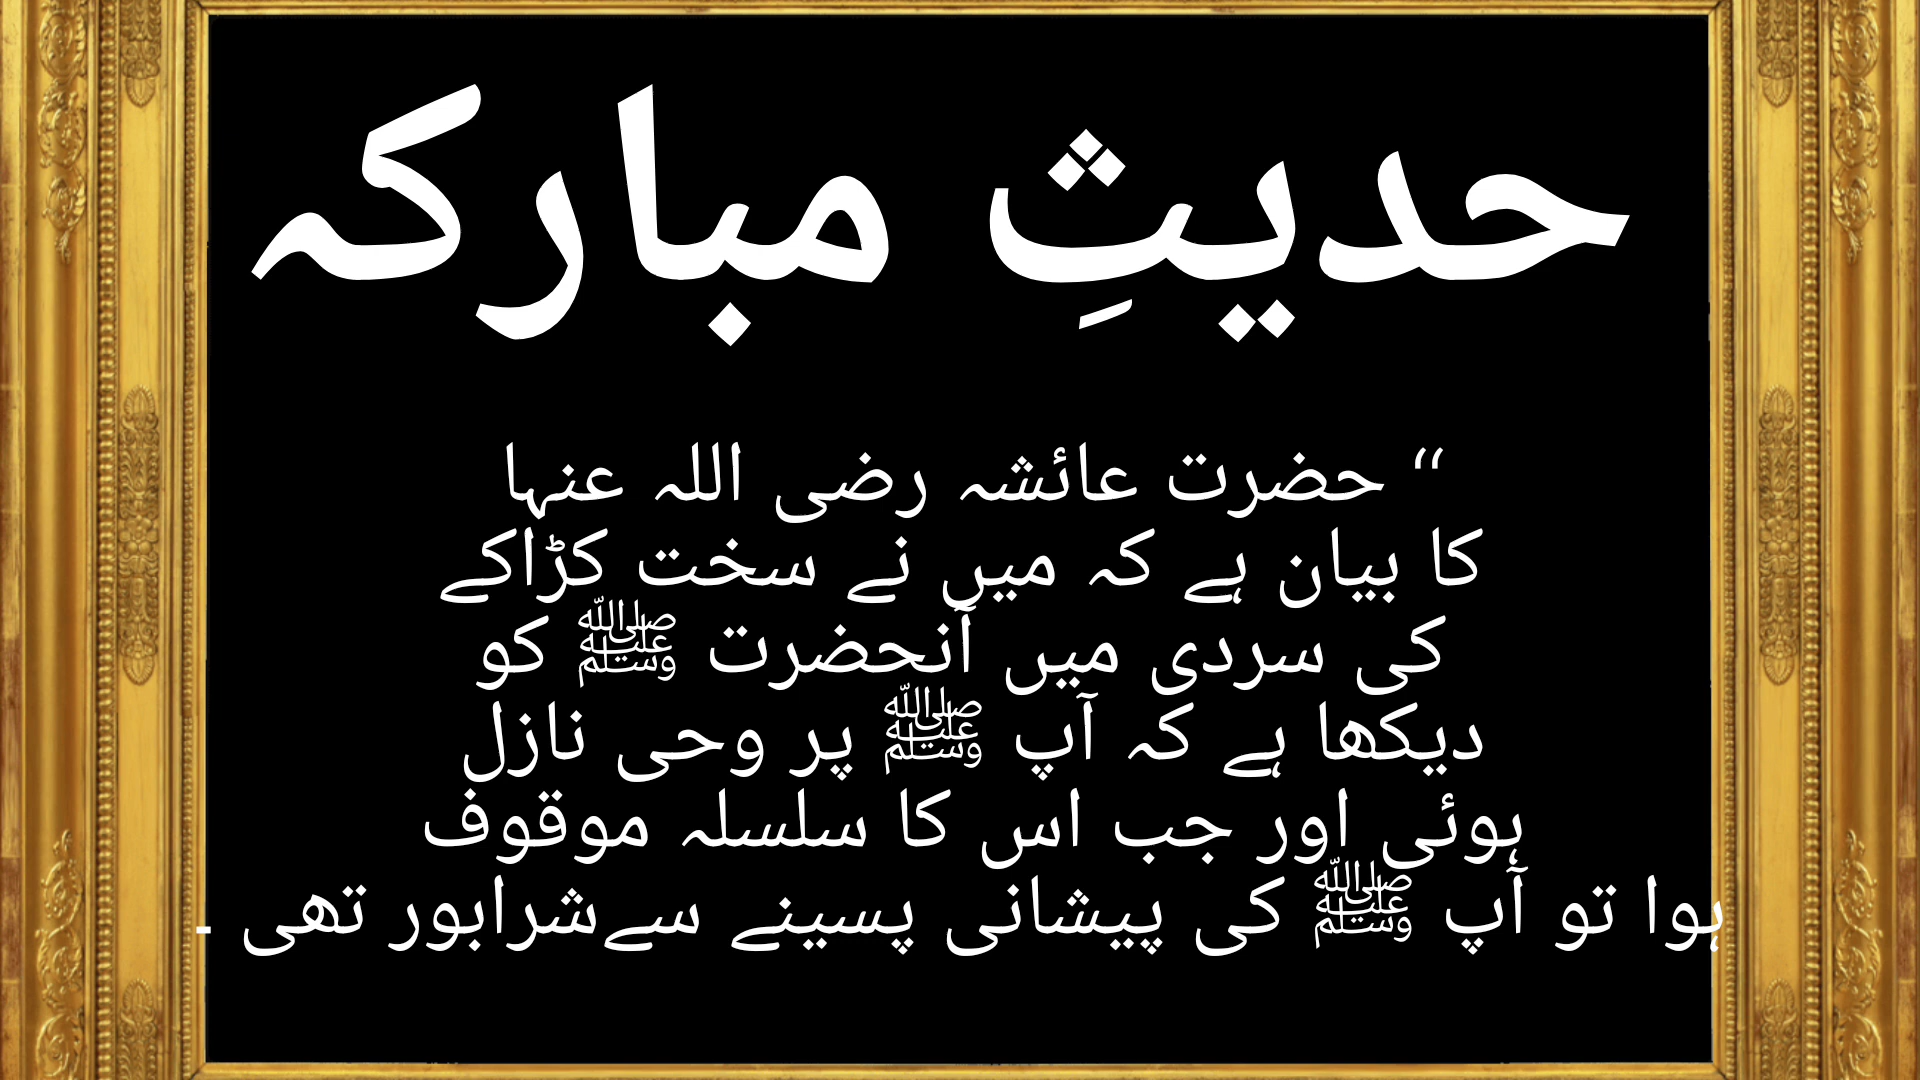 حدیثِ مبارکہ
“ حضرت عائشہ رضی اللہ عنہا
کا بیان ہے کہ میں نے سخت کڑاکے
کی سردی میں آنحضرت ﷺ کو
دیکھا ہے کہ آپ ﷺ پر وحی نازل
ہوئی اور جب اس کا سلسلہ موقوف
ہوا تو آپ ﷺ کی پیشانی پسینے سےشرابور تھی ۔